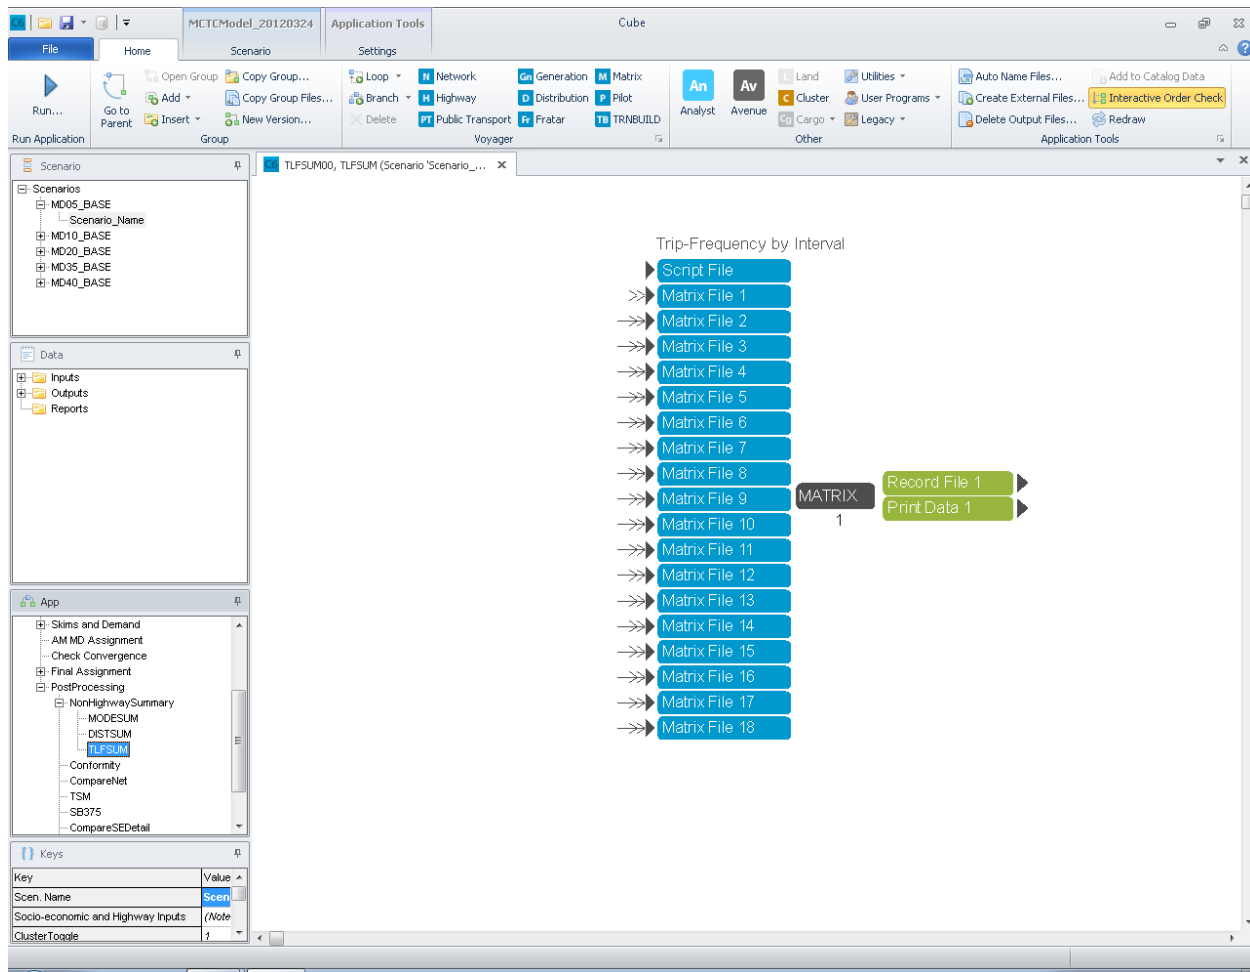 C6 MCTCModel_20120324 Application Tools Cube
File Home Scenario Settings
Run... Go to Parent Open Group Copy Group... Loop Network Generation Matrix Analyst Avenue Land Utilities Auto Name Files... Add to Catalog Data
Add Copy Group Files... Branch Highway Distribution Pilot Cluster User Programs Create External Files... Interactive Order Check
Insert New Version... Delete Public Transport Fratar TRNBUILD Cargo Legacy Delete Output Files... Redraw
Run Application Group Voyager Other Application Tools
Scenario
C6 TLFSUM00, TLFSUM (Scenario 'Scenario_...
Scenarios
MD05_BASE
Scenario_Name
MD10_BASE
MD20_BASE
MD35_BASE
MD40_BASE
Data
Inputs
Outputs
Reports
App
Skims and Demand
AM MD Assignment
Check Convergence
Final Assignment
PostProcessing
NonHighwaySummary
MODESUM
DISTSUM
TLFSUM
Conformity
CompareNet
TSM
SB375
CompareSEDetail
Keys
Key Value
Scen. Name Scen
Socio-economic and Highway Inputs (Note
ClusterToggle 1
Trip-Frequency by Interval
Script File
Matrix File 1
Matrix File 2
Matrix File 3
Matrix File 4
Matrix File 5
Matrix File 6
Matrix File 7
Matrix File 8
Matrix File 9
Matrix File 10
Matrix File 11
Matrix File 12
Matrix File 13
Matrix File 14
Matrix File 15
Matrix File 16
Matrix File 17
Matrix File 18
MATRIX
1
Record File 1
Print Data 1